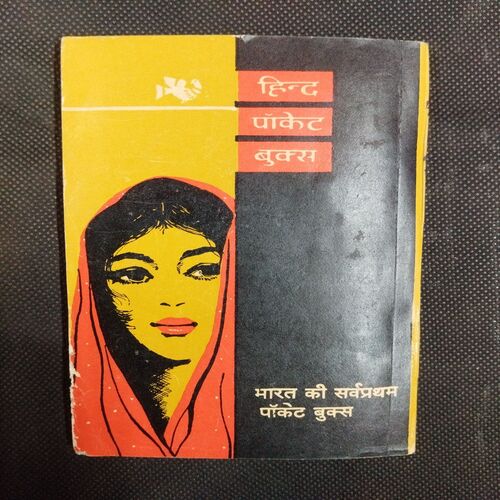 हिन्द
पॉकेट
बुक्स
भारत की सर्वप्रथम
पॉकेट बुक्स